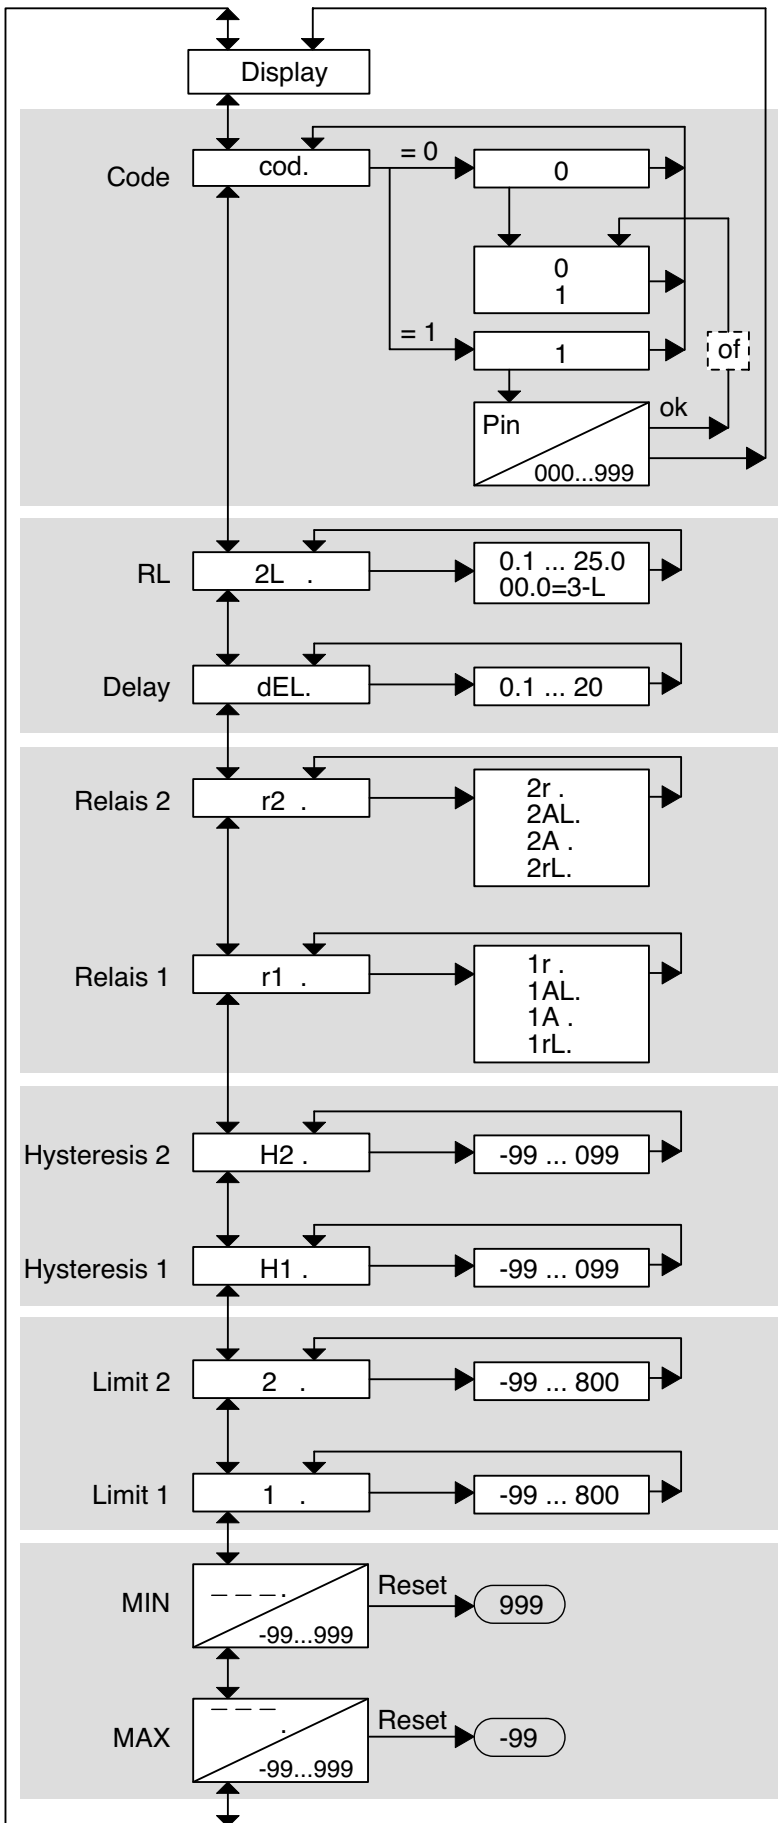 Display
Code
cod.
= 0
0
0
1
= 1
1
of
Pin
000...999
ok
RL
2L .
0.1 ... 25.0
00.0=3-L
Delay
dEL.
0.1 ... 20
Relais 2
r2 .
2r .
2AL.
2A .
2rL.
Relais 1
r1 .
1r .
1AL.
1A .
1rL.
Hysteresis 2
H2 .
-99 ... 099
Hysteresis 1
H1 .
-99 ... 099
Limit 2
2 .
-99 ... 800
Limit 1
1 .
-99 ... 800
MIN
_ _ _.
-99...999
Reset
999
MAX
– – –
.
-99...999
Reset
-99